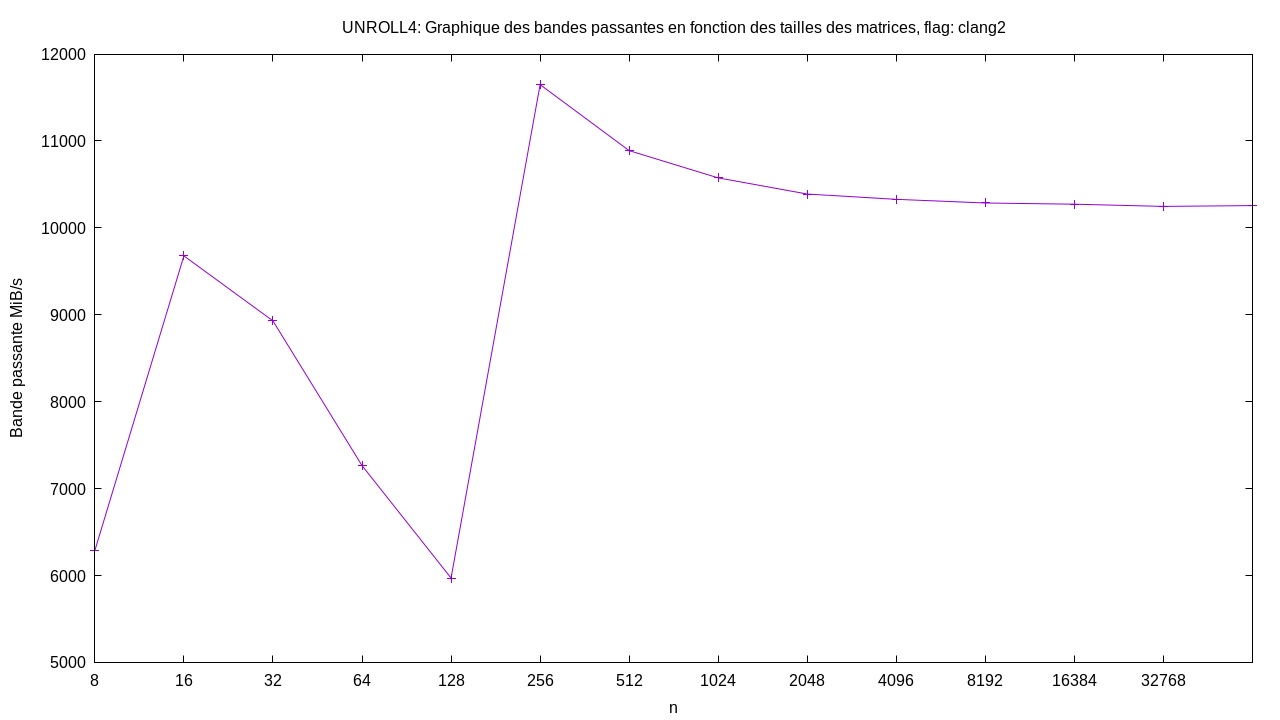 UNROLL4: Graphique des bandes passantes en fonction des tailles des matrices, flag: clang2
12000
11000
10000
9000
8000
7000
6000
5000
Bande passante MiB/s
8 16 32 64 128 256 512 1024 2048 4096 8192 16384 32768
n